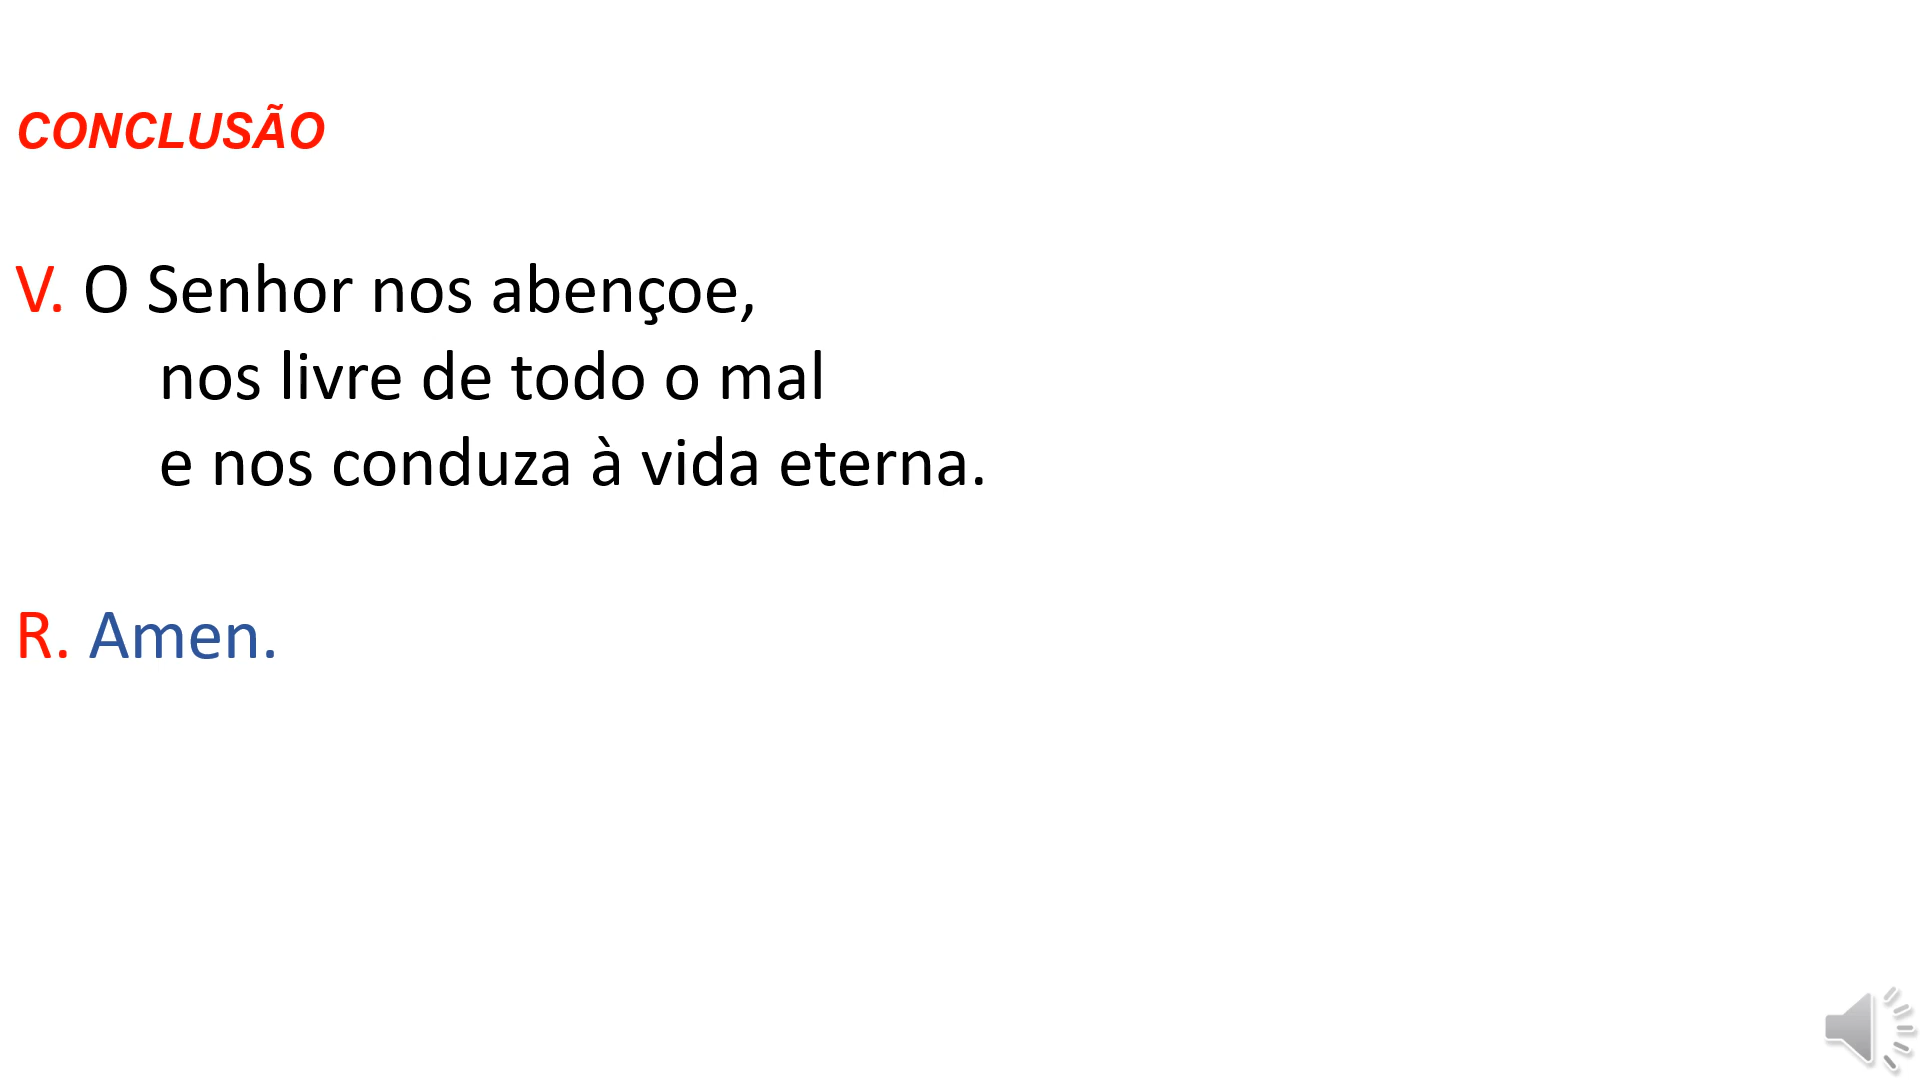 CONCLUSÃO
V. O Senhor nos abençoe,
nos livre de todo o mal
e nos conduza à vida eterna.
R. Amen.